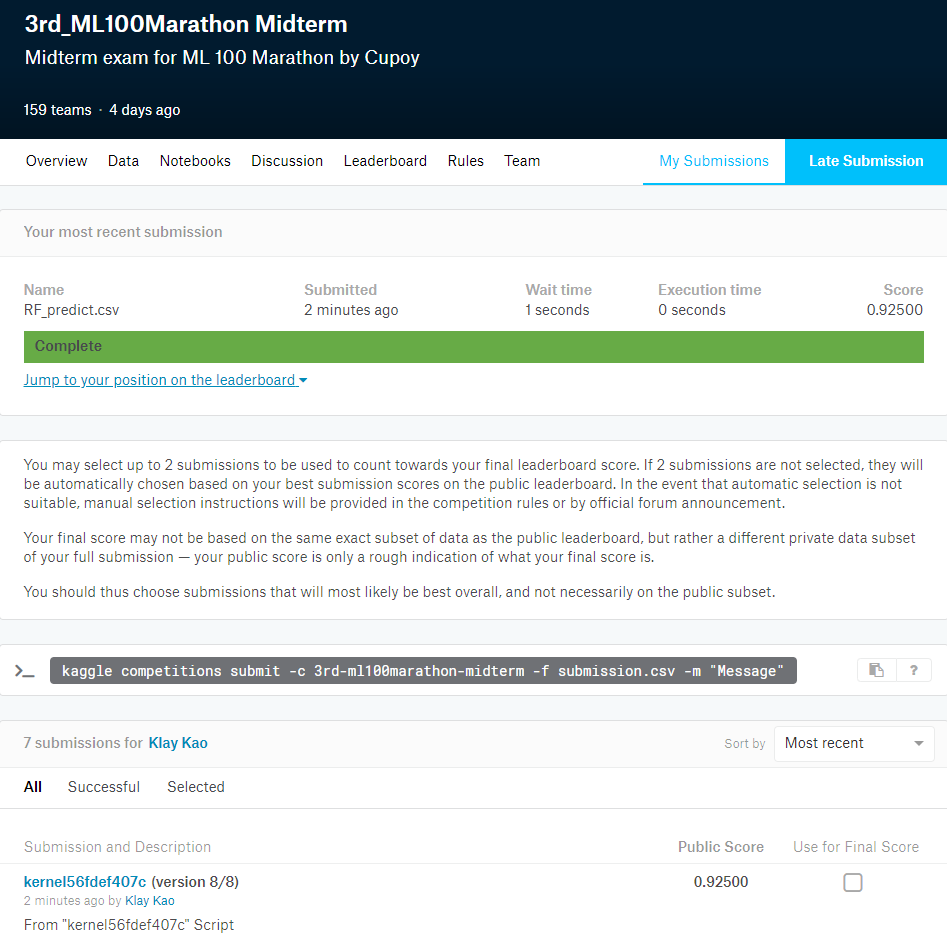 3rd_ML100Marathon Midterm
Midterm exam for ML 100 Marathon by Cupoy
159 teams · 4 days ago
Overview Data Notebooks Discussion Leaderboard Rules Team My Submissions Late Submission
Your most recent submission
Name Submitted Wait time Execution time Score
RF_predict.csv 2 minutes ago 1 seconds 0 seconds 0.92500
Complete
Jump to your position on the leaderboard
You may select up to 2 submissions to be used to count towards your final leaderboard score. If 2 submissions are not selected, they will
be automatically chosen based on your best submission scores on the public leaderboard. In the event that automatic selection is not
suitable, manual selection instructions will be provided in the competition rules or by official forum announcement.
Your final score may not be based on the same exact subset of data as the public leaderboard, but rather a different private data subset
of your full submission — your public score is only a rough indication of what your final score is.
You should thus choose submissions that will most likely be best overall, and not necessarily on the public subset.
>_ kaggle competitions submit -c 3rd-ml100marathon-midterm -f submission.csv -m "Message" ?
7 submissions for Klay Kao Sort by Most recent
All Successful Selected
Submission and Description Public Score Use for Final Score
kernel56fdef407c (version 8/8) 0.92500
2 minutes ago by Klay Kao
From "kernel56fdef407c" Script